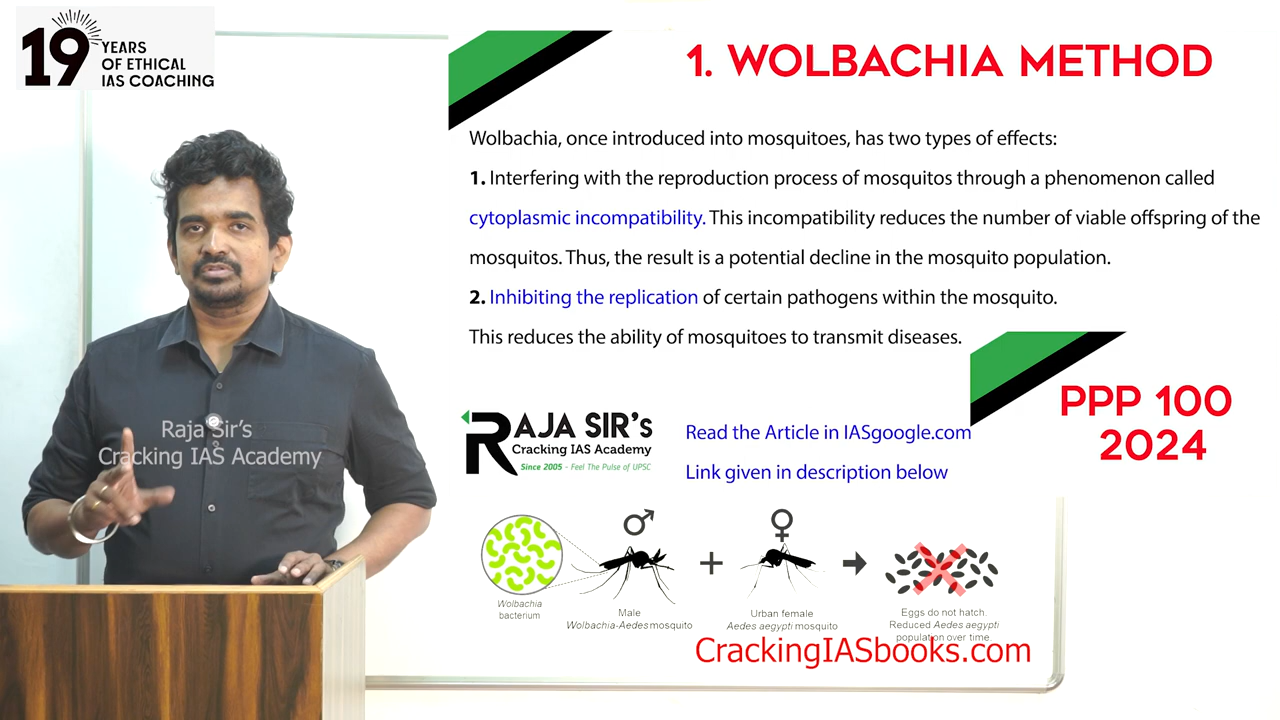 19 YEARS
OF ETHICAL
IAS COACHING
1. WOLBACHIA METHOD
Wolbachia, once introduced into mosquitoes, has two types of effects:
1. Interfering with the reproduction process of mosquitos through a phenomenon called
cytoplasmic incompatibility. This incompatibility reduces the number of viable offspring of the
mosquitos. Thus, the result is a potential decline in the mosquito population.
2. Inhibiting the replication of certain pathogens within the mosquito.
This reduces the ability of mosquitoes to transmit diseases.
PPP 100
2024
Raja Sir's
Cracking IAS Academy
RAJA SIR's
Cracking IAS Academy
Since 2005 - Feel The Pulse of UPSC
Read the Article in IASgoogle.com
Link given in description below
Wolbachia
bacterium
Male
Wolbachia-Aedes mosquito
Urban female
Aedes aegypti mosquito
Eggs do not hatch.
Reduced Aedes aegypti
population over time.
CrackingIASbooks.com